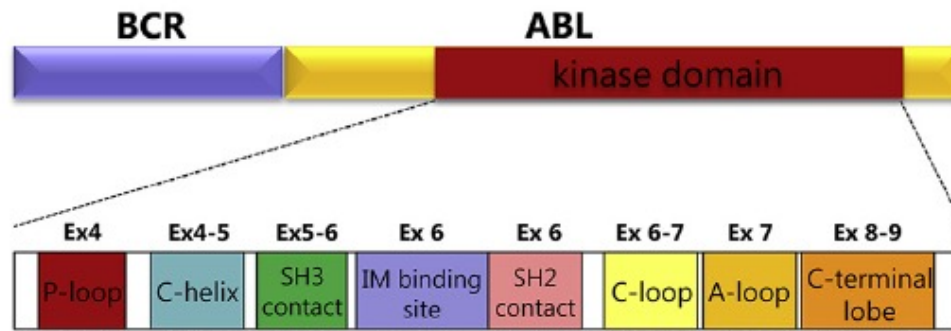 BCR ABL
kinase domain
Ex4 Ex4-5 Ex5-6 Ex 6 Ex 6 Ex 6-7 Ex 7 Ex 8-9
P-loop
C-helix
SH3
contact
IM binding
site
SH2
contact
C-loop
A-loop
C-terminal
lobe